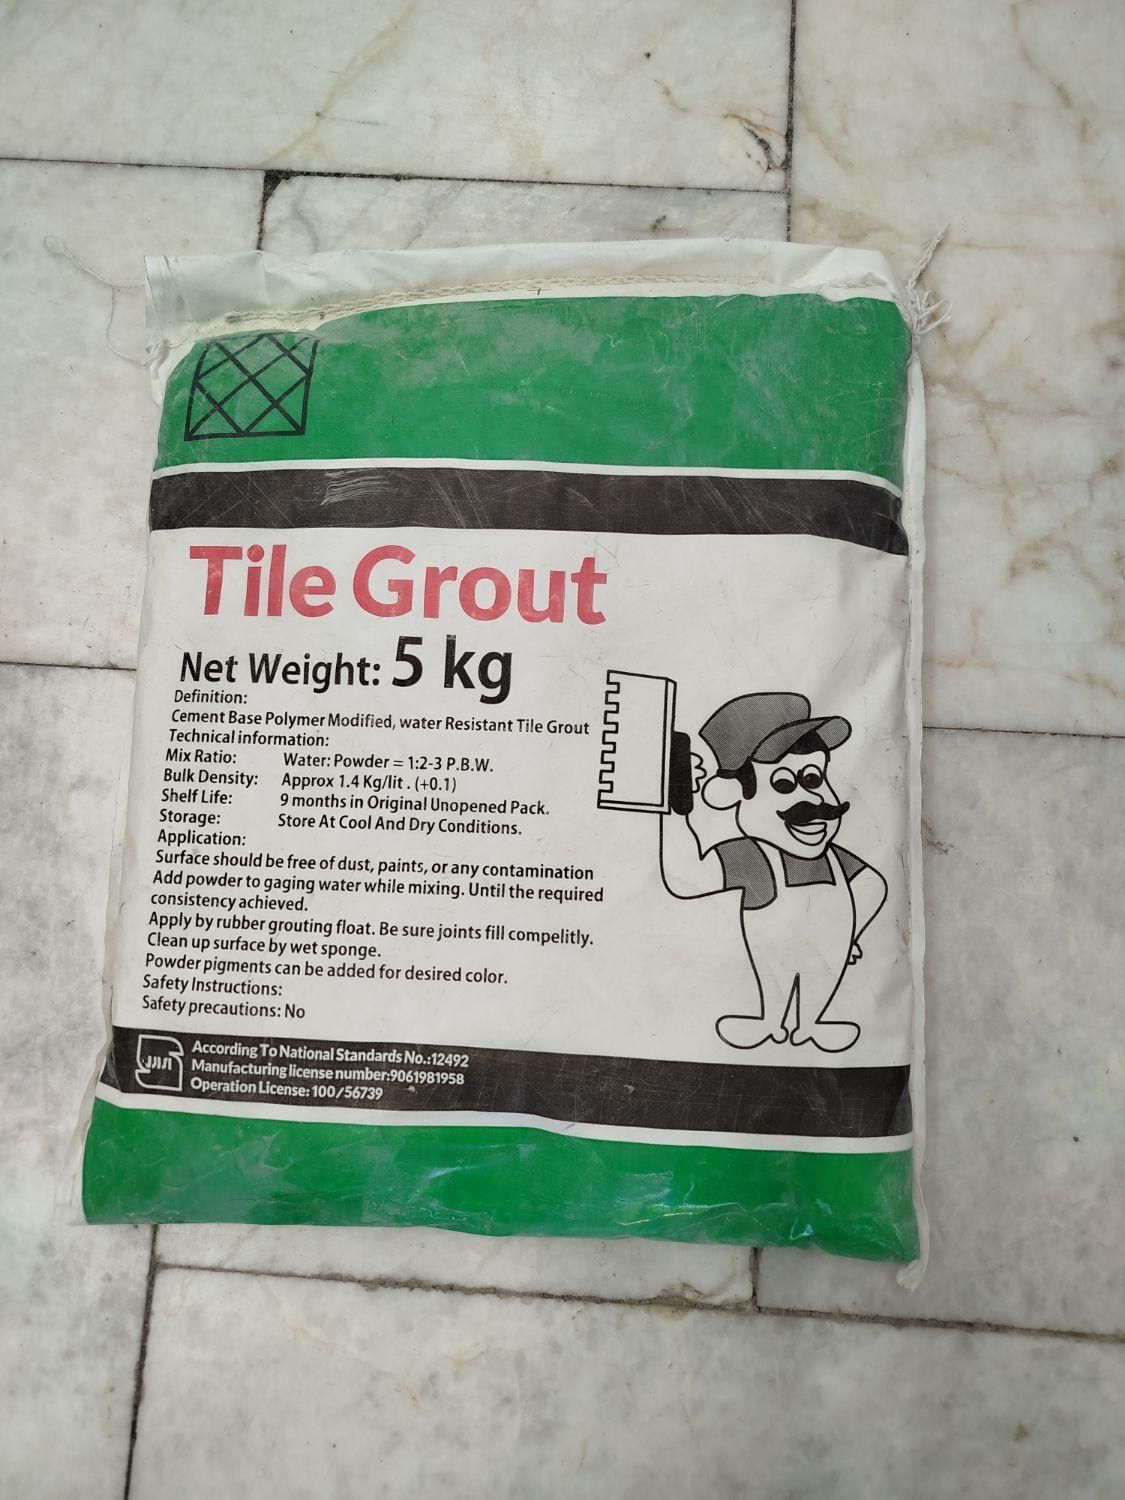 Tile Grout
Net Weight: 5 kg
Definition:
Cement Base Polymer Modified, water Resistant Tile Grout
Technical information:
Mix Ratio: Water: Powder = 1:2-3 P.B.W.
Bulk Density: Approx 1.4 Kg/lit . (+0.1)
Shelf Life: 9 months in Original Unopened Pack.
Storage: Store At Cool And Dry Conditions.
Application:
Surface should be free of dust, paints, or any contamination
Add powder to gaging water while mixing. Until the required
consistency achieved.
Apply by rubber grouting float. Be sure joints fill compelitly.
Clean up surface by wet sponge.
Powder pigments can be added for desired color.
Safety Instructions:
Safety precautions: No
According To National Standards No.:12492
Manufacturing license number:9061981958
Operation License: 100/56739